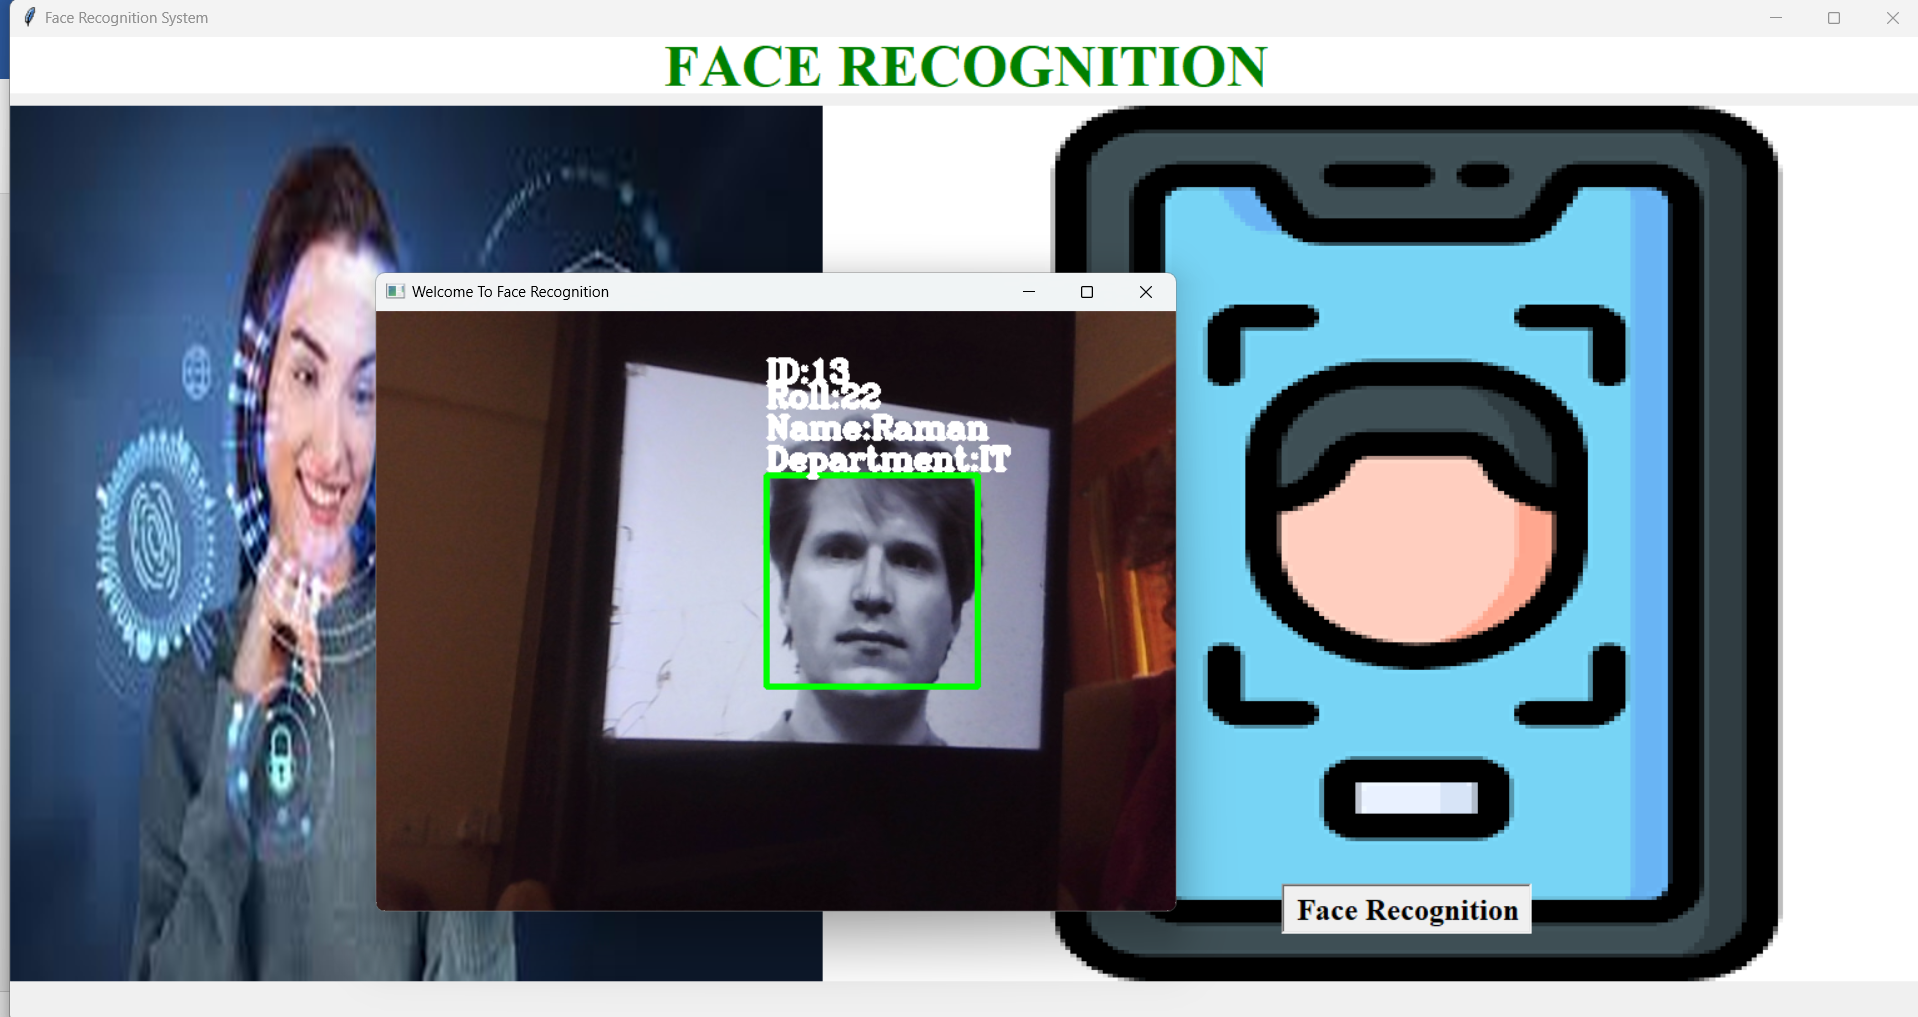 Face Recognition System
FACE RECOGNITION
Welcome To Face Recognition
ID:13
Roll:22
Name:Raman
Department:IT
Face Recognition